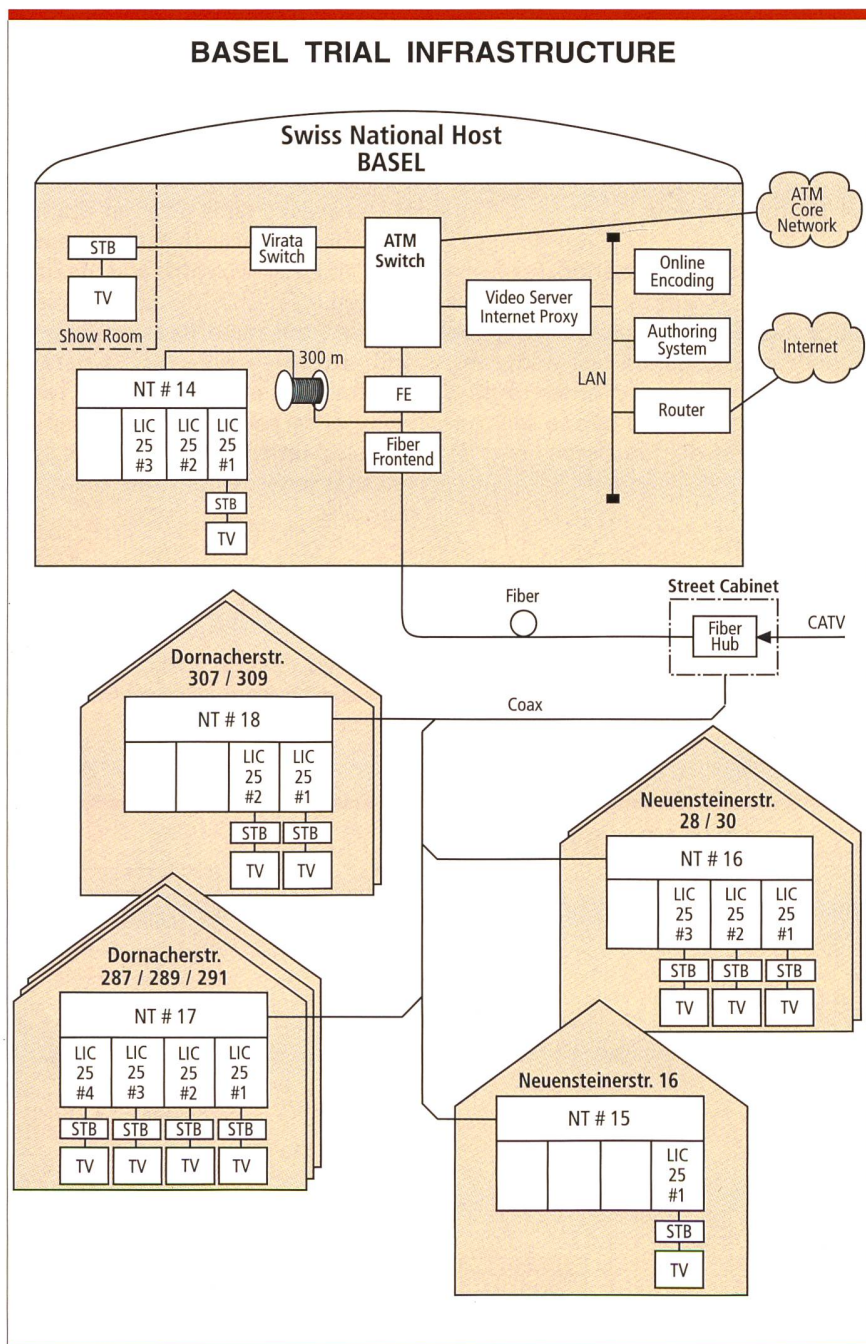 BASEL TRIAL INFRASTRUCTURE
Swiss National Host
BASEL
ATM
Core
Network
STB
TV
Show Room
Virata
Switch
ATM
Switch
Video Server
Internet Proxy
Online
Encoding
Authoring
System
Router
LAN
Internet
300 m
FE
Fiber
Frontend
NT # 14
LIC
25
#3
LIC
25
#2
LIC
25
#1
STB
TV
Fiber
Street Cabinet
Fiber
Hub
CATV
Coax
Dornacherstr.
307 / 309
NT # 18
LIC
25
#2
LIC
25
#1
STB
STB
TV
TV
Neuensteinerstr.
28 / 30
NT # 16
LIC
25
#3
LIC
25
#2
LIC
25
#1
STB
STB
STB
TV
TV
TV
Dornacherstr.
287 / 289 / 291
NT # 17
LIC
25
#4
LIC
25
#3
LIC
25
#2
LIC
25
#1
STB
STB
STB
STB
TV
TV
TV
TV
Neuensteinerstr. 16
NT # 15
LIC
25
#1
STB
TV